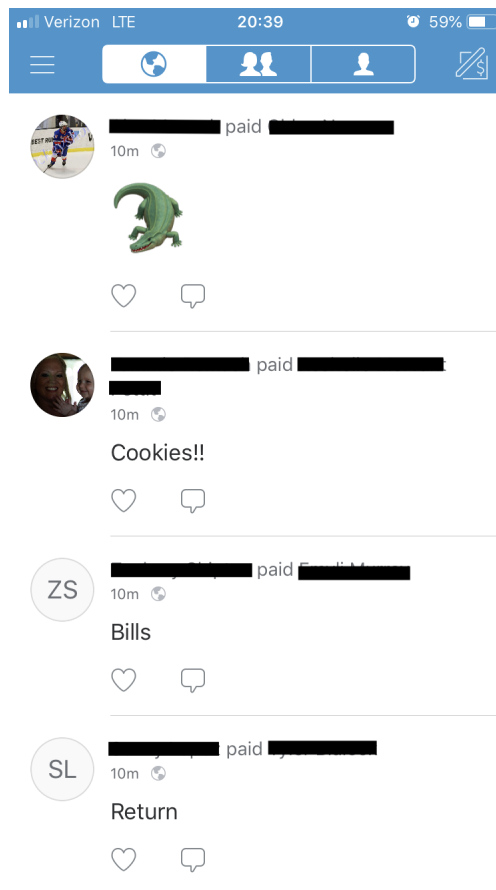 Verizon LTE 20:39 59%
paid
10m
paid
10m
Cookies!!
ZS
paid
10m
Bills
SL
paid
10m
Return